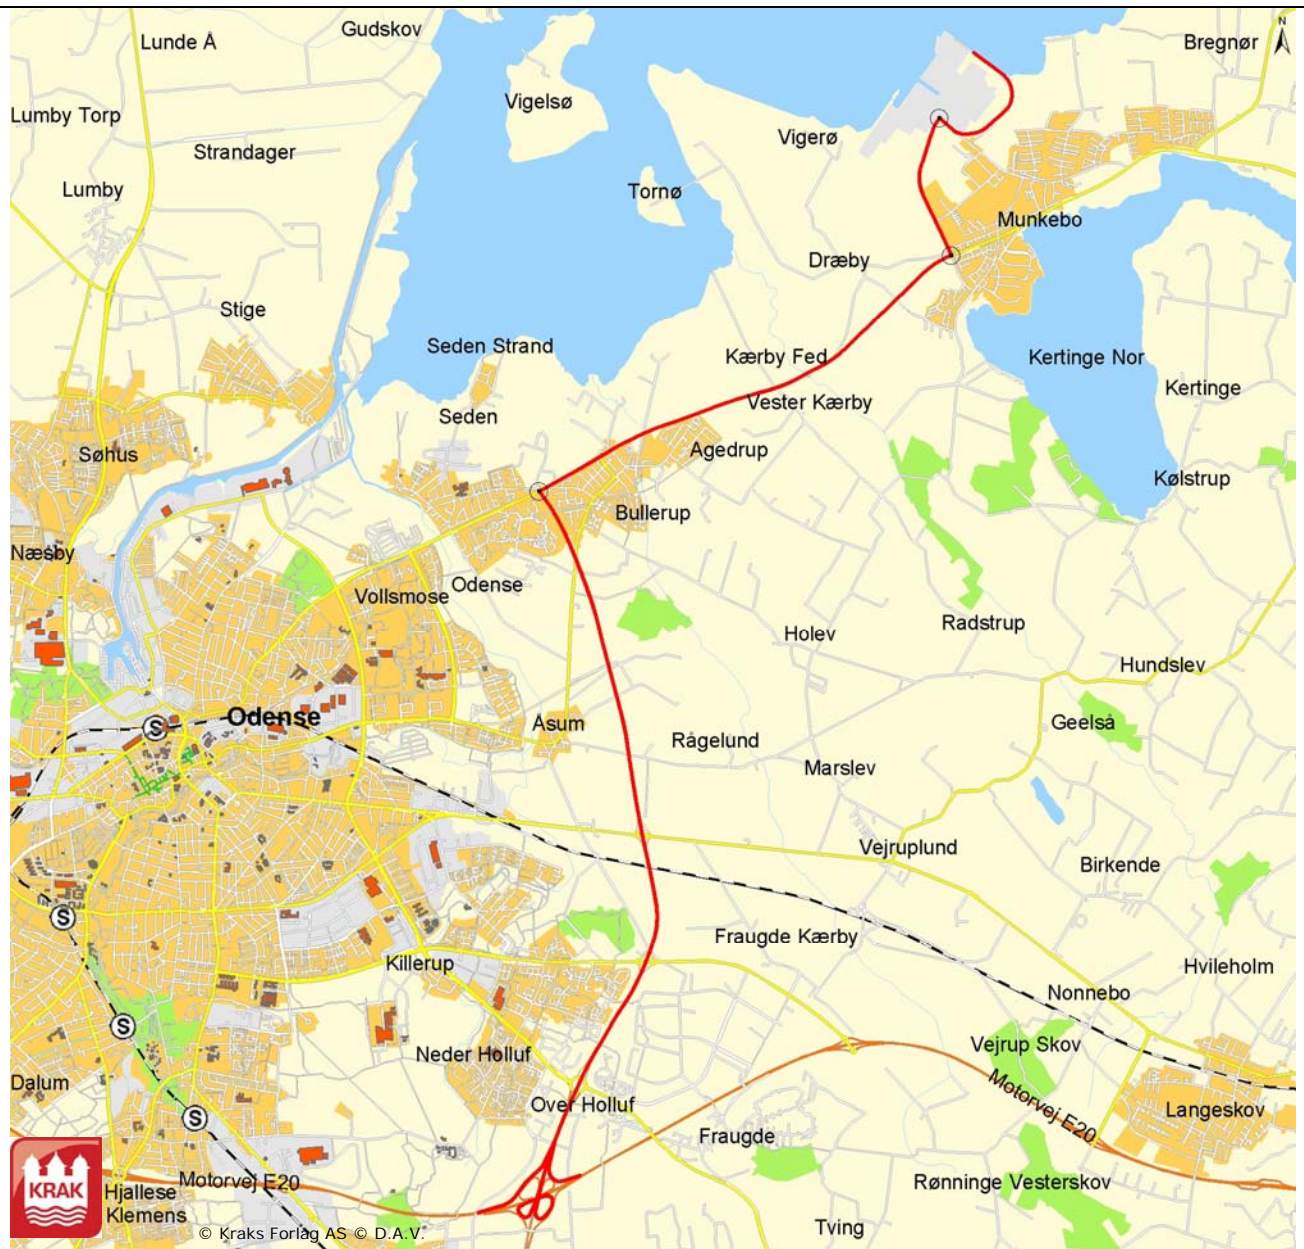 Gudskov
Lunde Å
N
Bregnør
Vigelsø
Lumby Torp
Strandager
Vigerø
Lumby
Tornø
Munkebo
Dræby
Stige
Seden Strand
Kærby Fed
Kertinge Nor
Kertinge
Vester Kærby
Seden
Agedrup
Søhus
Kølstrup
Bullerup
Næsby
Odense
Vollsmose
Radstrup
Holev
Hundslev
Odense
Åsum
Geelså
S
Rågelund
Marslev
Vejruplund
Birkende
S
Fraugde Kærby
Killerup
Hvileholm
Nonnebo
S
Vejrup Skov
Neder Holluf
Dalum
Motorvej E20
Over Holluf
Langeskov
S
Fraugde
KRAK
Motorvej E20
Rønninge Vesterskov
Hjallese
Klemens
Tving
© Kraks Forlag AS © D.A.V.